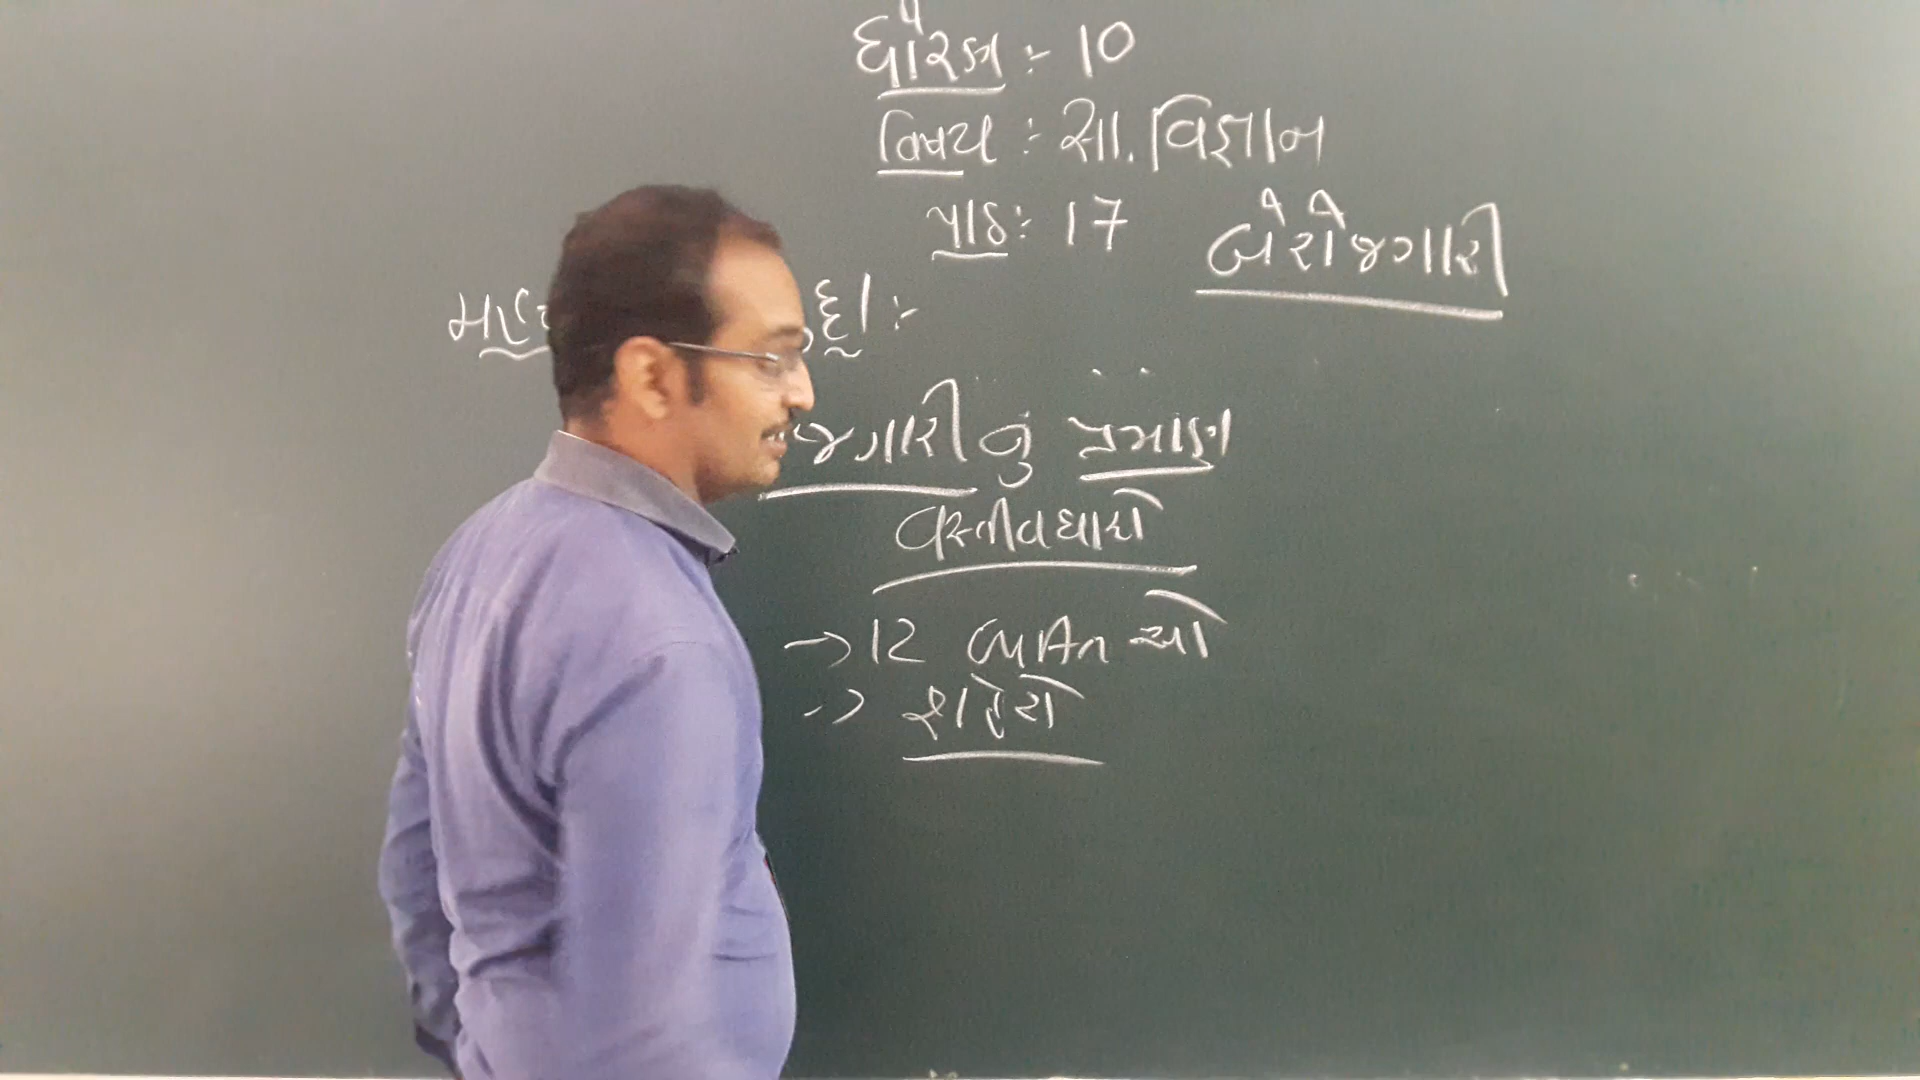 ધોરણ :- 10
વિષય :- સા. વિજ્ઞાન
પાઠ :- 17 બેરોજગારી
જગારીનું પ્રમાણ
વસ્તીવધારો
→ 12
→ શહેરો